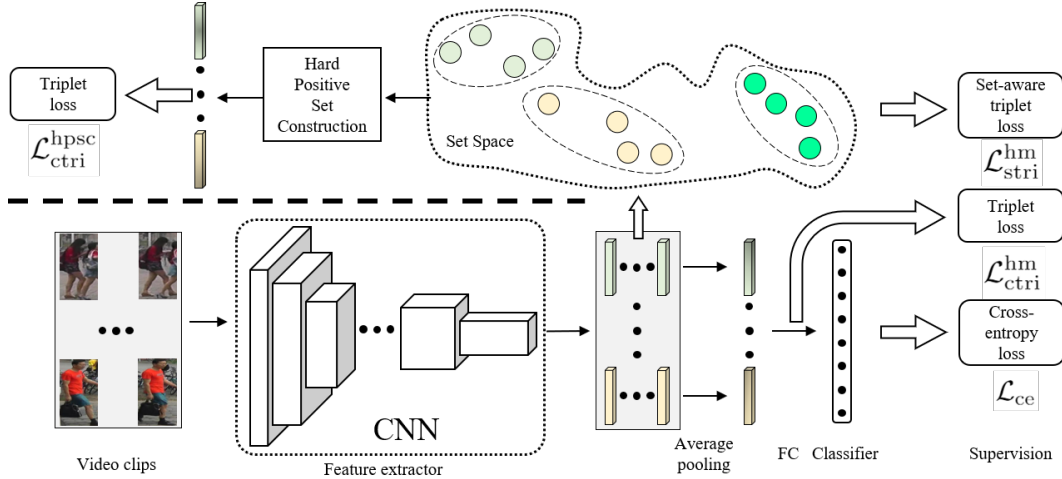 Triplet
loss
$\mathcal{L}_{\mathrm{ctri}}^{\mathrm{hpsc}}$
Hard
Positive
Set
Construction
Set Space
Set-aware
triplet
loss
$\mathcal{L}_{\mathrm{stri}}^{\mathrm{hm}}$
Triplet
loss
$\mathcal{L}_{\mathrm{ctri}}^{\mathrm{hm}}$
Cross-
entropy
loss
$\mathcal{L}_{\mathrm{ce}}$
CNN
Video clips
Feature extractor
Average
pooling
FC
Classifier
Supervision